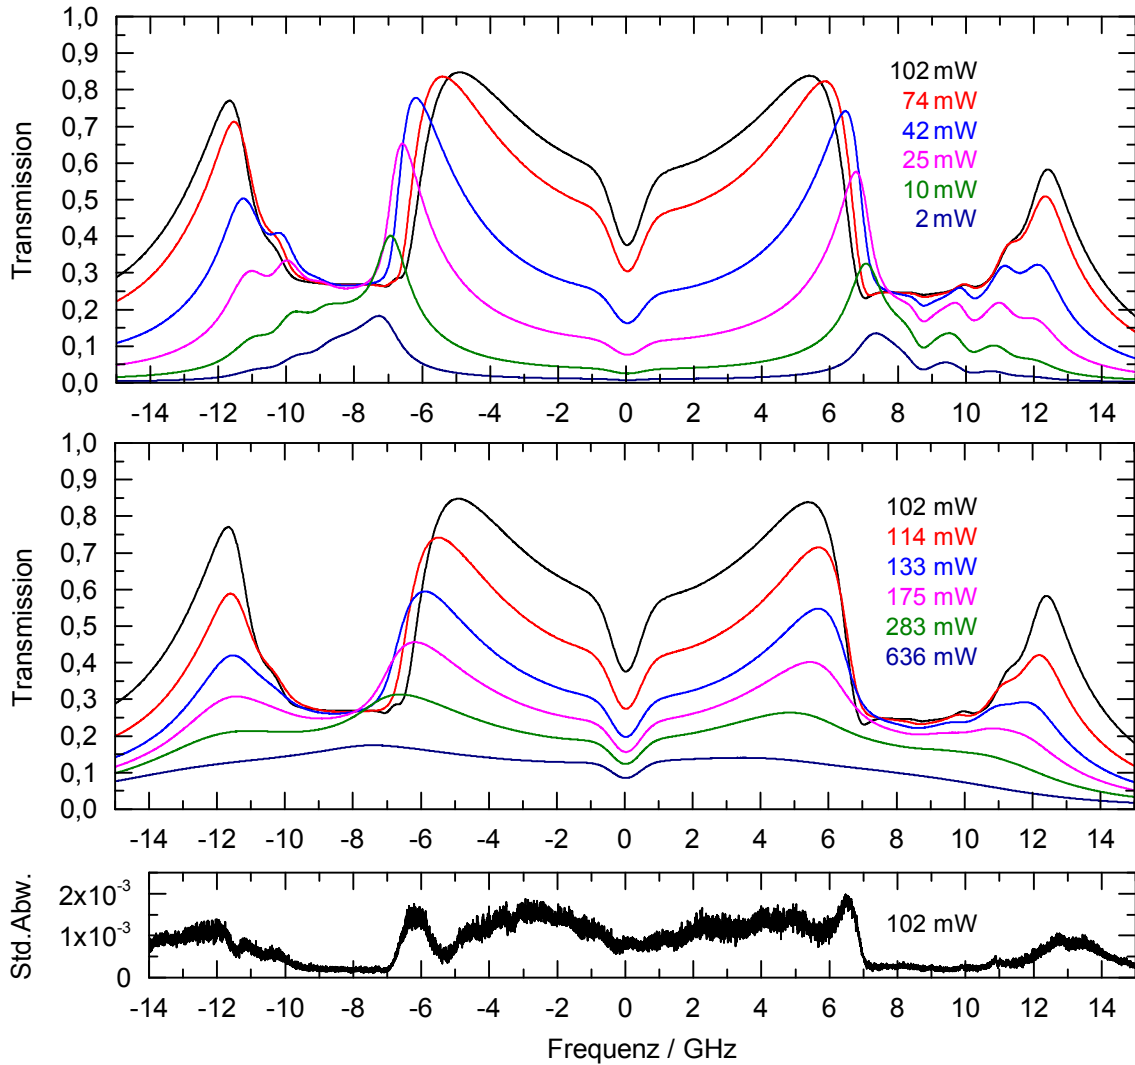 1,0
0,9
0,8
0,7
0,6
0,5
0,4
0,3
0,2
0,1
0,0
Transmission
102 mW
74 mW
42 mW
25 mW
10 mW
2 mW
-14 -12 -10 -8 -6 -4 -2 0 2 4 6 8 10 12 14
1,0
0,9
0,8
0,7
0,6
0,5
0,4
0,3
0,2
0,1
0,0
Transmission
102 mW
114 mW
133 mW
175 mW
283 mW
636 mW
-14 -12 -10 -8 -6 -4 -2 0 2 4 6 8 10 12 14
2x10⁻³
1x10⁻³
0
Std.Abw.
102 mW
-14 -12 -10 -8 -6 -4 -2 0 2 4 6 8 10 12 14
Frequenz / GHz